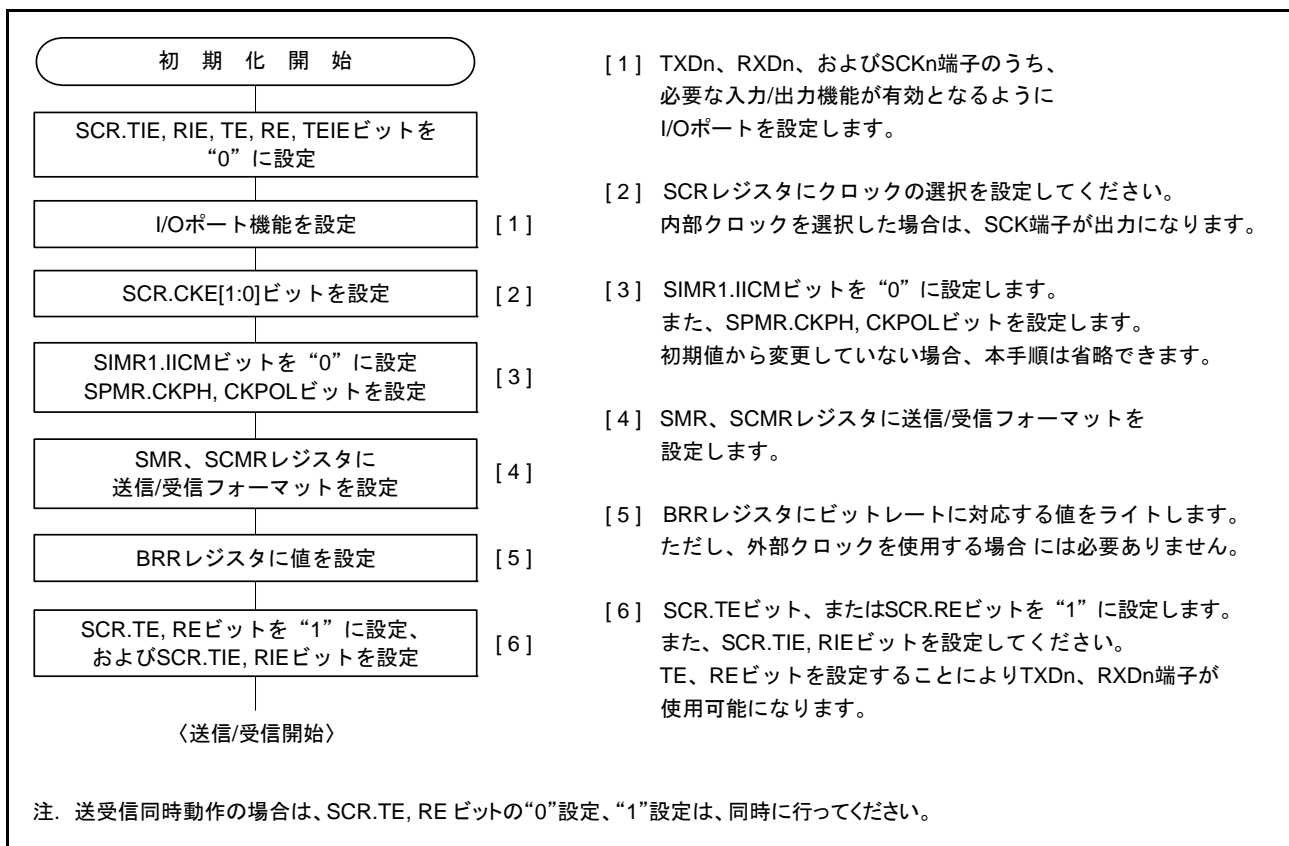 初 期 化 開 始
SCR.TIE, RIE, TE, RE, TEIEビットを
“0”に設定
I/Oポート機能を設定
[ 1 ]
SCR.CKE[1:0]ビットを設定
[ 2 ]
SIMR1.IICMビットを“0”に設定
SPMR.CKPH, CKPOLビットを設定
[ 3 ]
SMR、SCMRレジスタに
送信/受信フォーマットを設定
[ 4 ]
BRRレジスタに値を設定
[ 5 ]
SCR.TE, REビットを“1”に設定、
およびSCR.TIE, RIEビットを設定
[ 6 ]
〈送信/受信開始〉
[ 1 ] TXDn、RXDn、およびSCKn端子のうち、
必要な入力/出力機能が有効となるように
I/Oポートを設定します。
[ 2 ] SCRレジスタにクロックの選択を設定してください。
内部クロックを選択した場合は、SCK端子が出力になります。
[ 3 ] SIMR1.IICMビットを“0”に設定します。
また、SPMR.CKPH, CKPOLビットを設定します。
初期値から変更していない場合、本手順は省略できます。
[ 4 ] SMR、SCMRレジスタに送信/受信フォーマットを
設定します。
[ 5 ] BRRレジスタにビットレートに対応する値をライトします。
ただし、外部クロックを使用する場合 には必要ありません。
[ 6 ] SCR.TEビット、またはSCR.REビットを“1”に設定します。
また、SCR.TIE, RIEビットを設定してください。
TE、REビットを設定することによりTXDn、RXDn端子が
使用可能になります。
注. 送受信同時動作の場合は、SCR.TE, RE ビットの“0”設定、“1”設定は、同時に行ってください。